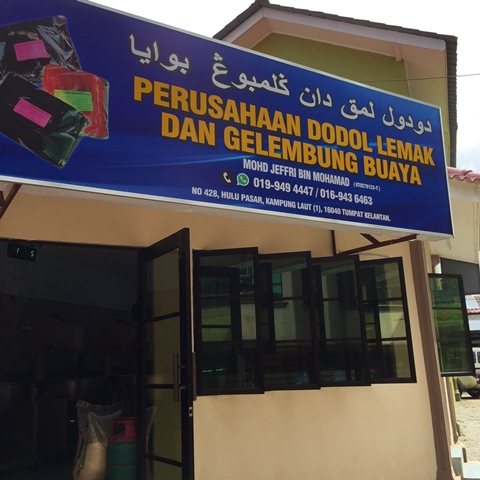 دودول لمق دان ݢلمبوڠ بوايا
PERUSAHAAN DODOL LEMAK
DAN GELEMBUNG BUAYA
MOHD JEFFRI BIN MOHAMAD
019-949 4447 / 016-943 6463
NO 428, HULU PASAR, KAMPUNG LAUT (1), 16040 TUMPAT KELANTAN.